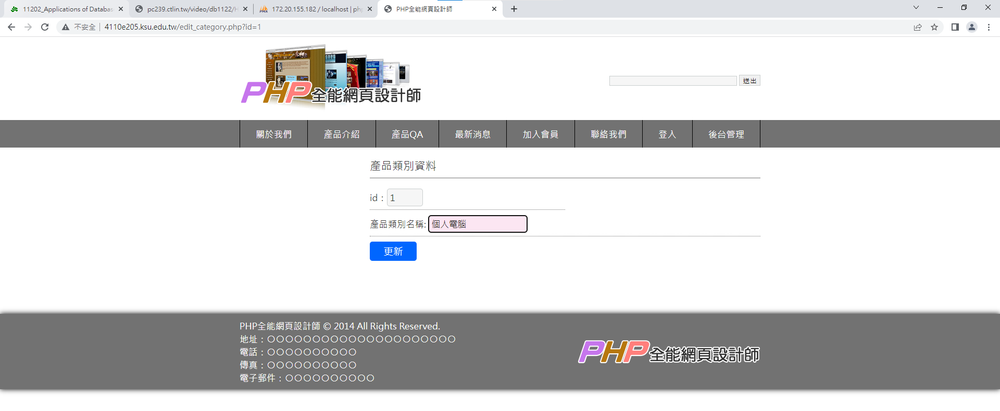 11202_Applications of Databas
pc239.ctlin.tw/video/db1122/H
172.20.155.182 / localhost | php
PHP全能網頁設計師
不安全
4110e205.ksu.edu.tw/edit_category.php?id=1
PHP全能網頁設計師
送出
關於我們
產品介紹
產品QA
最新消息
加入會員
聯絡我們
登入
後台管理
產品類別資料
id：1
產品類別名稱: 個人電腦
更新
PHP全能網頁設計師 © 2014 All Rights Reserved.
地址：〇〇〇〇〇〇〇〇〇〇〇〇〇〇〇〇〇〇〇〇〇
電話：〇〇〇〇〇〇〇〇〇〇
傳真：〇〇〇〇〇〇〇〇〇〇
電子郵件：〇〇〇〇〇〇〇〇〇〇
PHP全能網頁設計師